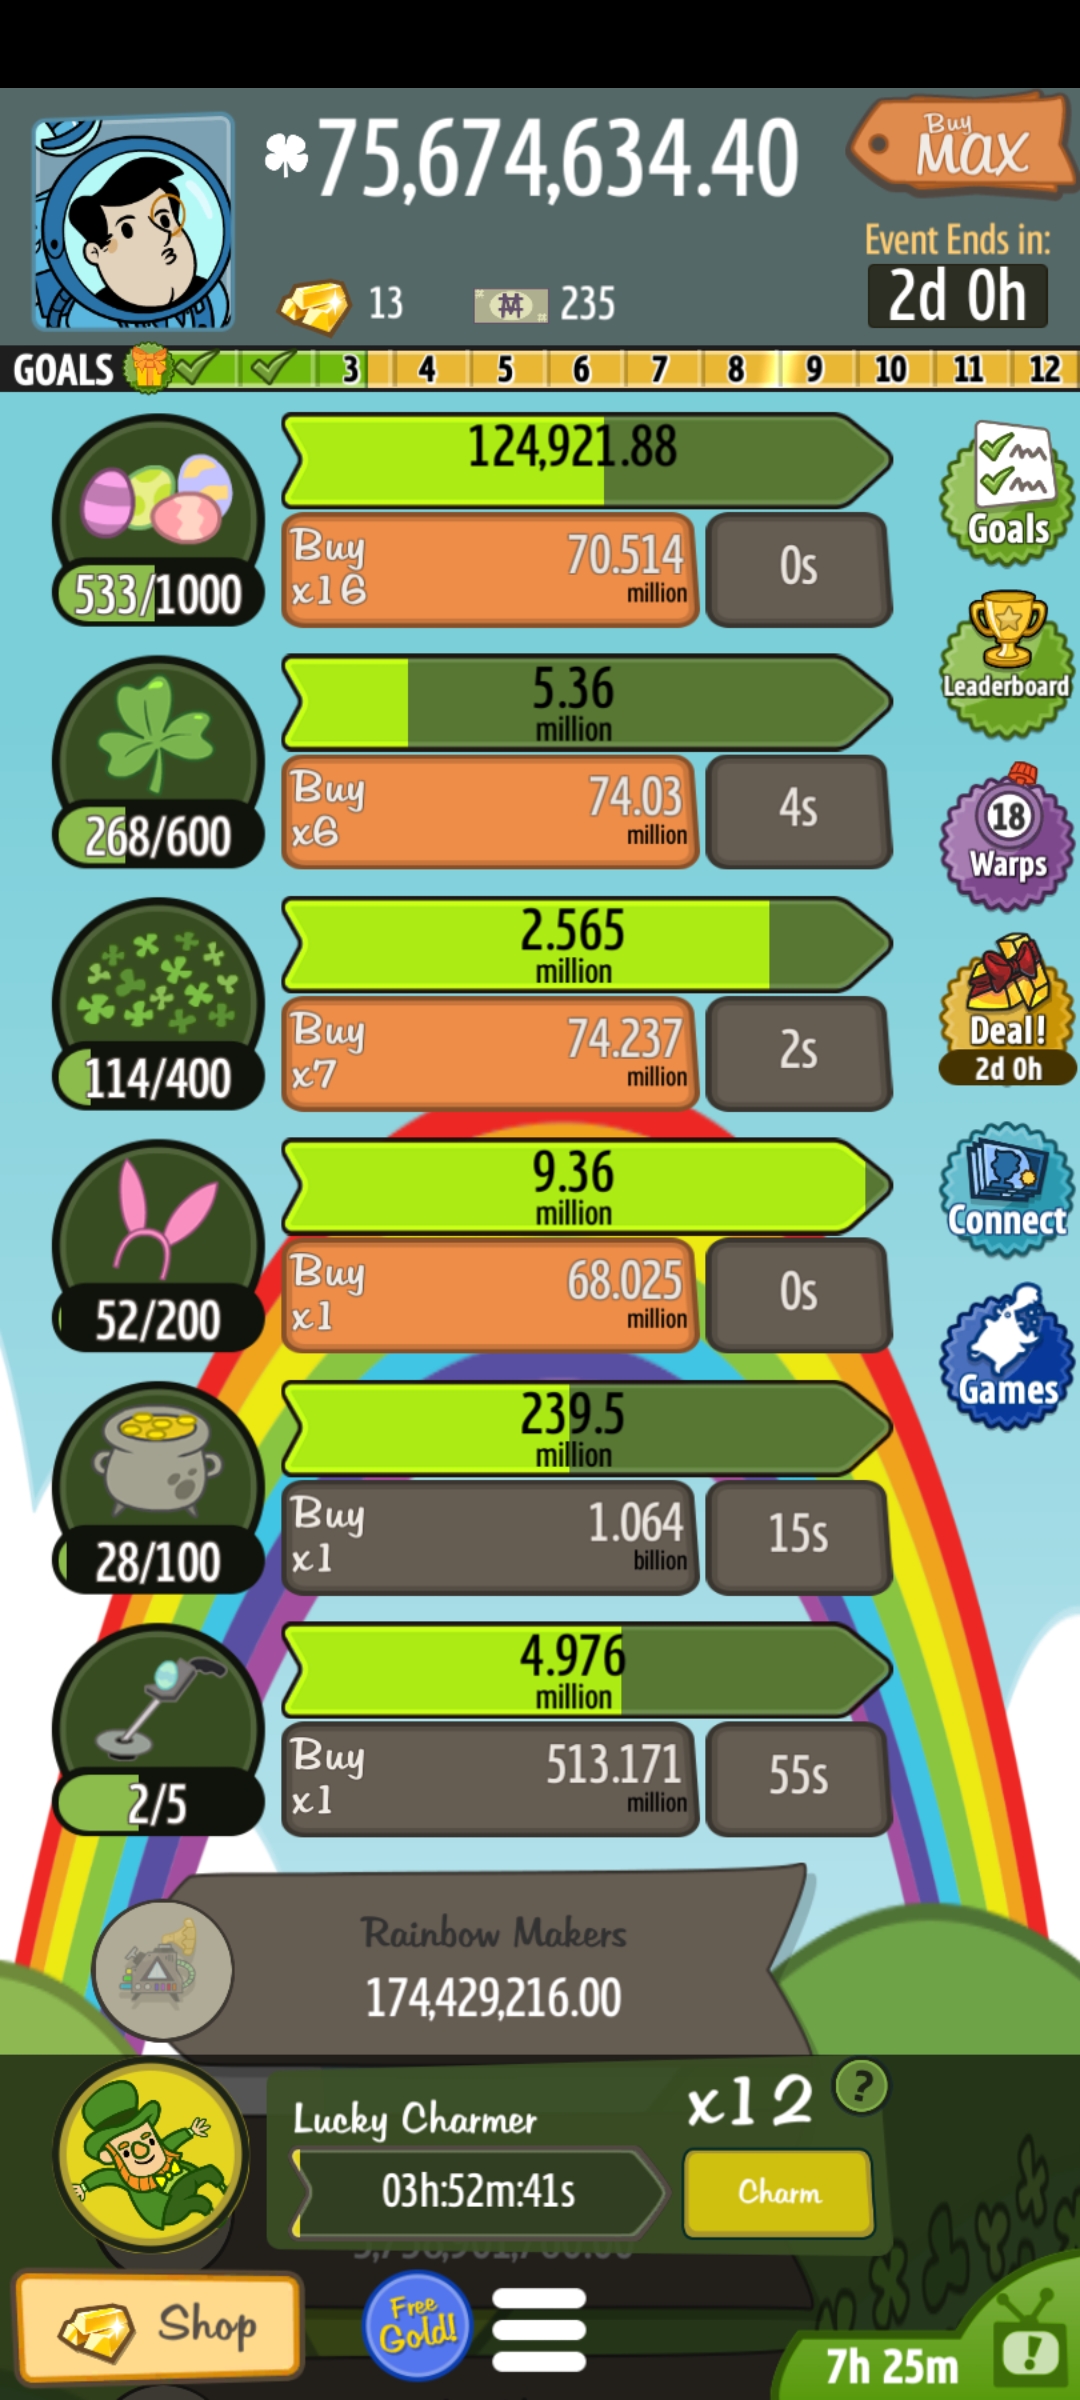 75,674,634.40
Buy
MAX
13
235
Event Ends in:
2d 0h
GOALS 3 4 5 6 7 8 9 10 11 12
124,921.88
Buy
x16
70.514
million
0s
533/1000
Goals
Leaderboard
5.36
million
Buy
x6
74.03
million
4s
268/600
18
Warps
2.565
million
Buy
x7
74.237
million
2s
114/400
Deal!
2d 0h
9.36
million
Buy
x1
68.025
million
0s
52/200
Connect
Games
239.5
million
Buy
x1
1.064
billion
15s
28/100
4.976
million
Buy
x1
513.171
million
55s
2/5
Rainbow Makers
174,429,216.00
Lucky Charmer
x12
?
03h:52m:41s
Charm
Shop
Free
Gold!
7h 25m
!